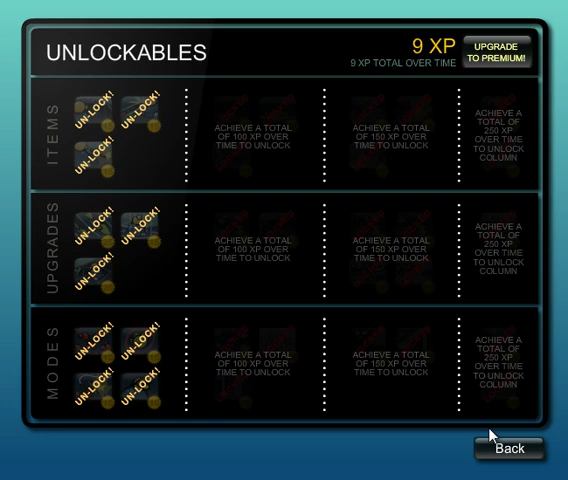 UNLOCKABLES
9 XP
9 XP TOTAL OVER TIME
UPGRADE
TO PREMIUM!
ITEMS
UN-LOCK!
UN-LOCK!
UN-LOCK!
ACHIEVE A TOTAL
OF 100 XP OVER
TIME TO UNLOCK
ACHIEVE A TOTAL
OF 150 XP OVER
TIME TO UNLOCK
ACHIEVE A
TOTAL OF
250 XP
OVER TIME
TO UNLOCK
COLUMN
UPGRADES
UN-LOCK!
UN-LOCK!
UN-LOCK!
ACHIEVE A TOTAL
OF 100 XP OVER
TIME TO UNLOCK
ACHIEVE A TOTAL
OF 150 XP OVER
TIME TO UNLOCK
ACHIEVE A
TOTAL OF
250 XP
OVER TIME
TO UNLOCK
COLUMN
MODES
UN-LOCK!
UN-LOCK!
UN-LOCK!
UN-LOCK!
ACHIEVE A TOTAL
OF 100 XP OVER
TIME TO UNLOCK
ACHIEVE A TOTAL
OF 150 XP OVER
TIME TO UNLOCK
ACHIEVE A
TOTAL OF
250 XP
OVER TIME
TO UNLOCK
COLUMN
Back